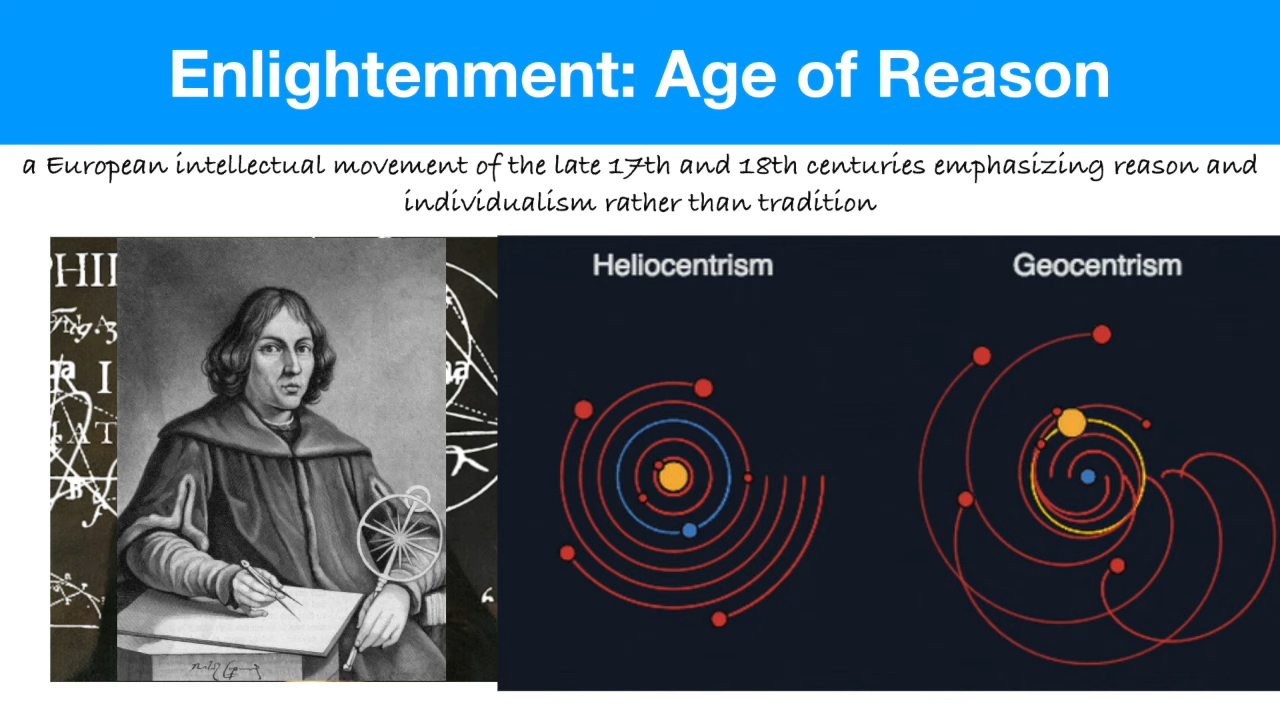 Enlightenment: Age of Reason
a European intellectual movement of the late 17th and 18th centuries emphasizing reason and
individualism rather than tradition
Heliocentrism
Geocentrism